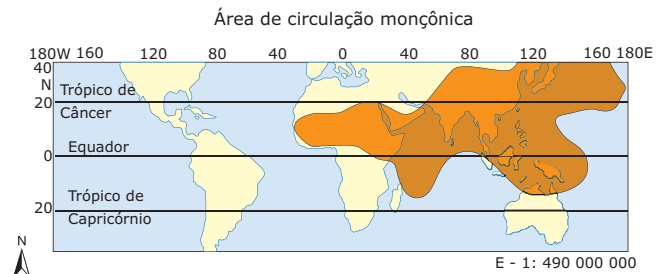 Área de circulação monçônica
180W 160 120 80 40 0 40 80 120 160 180E
40
N
Trópico de
20
Câncer
Equador
0
Trópico de
20
Capricórnio
N
E - 1: 490 000 000